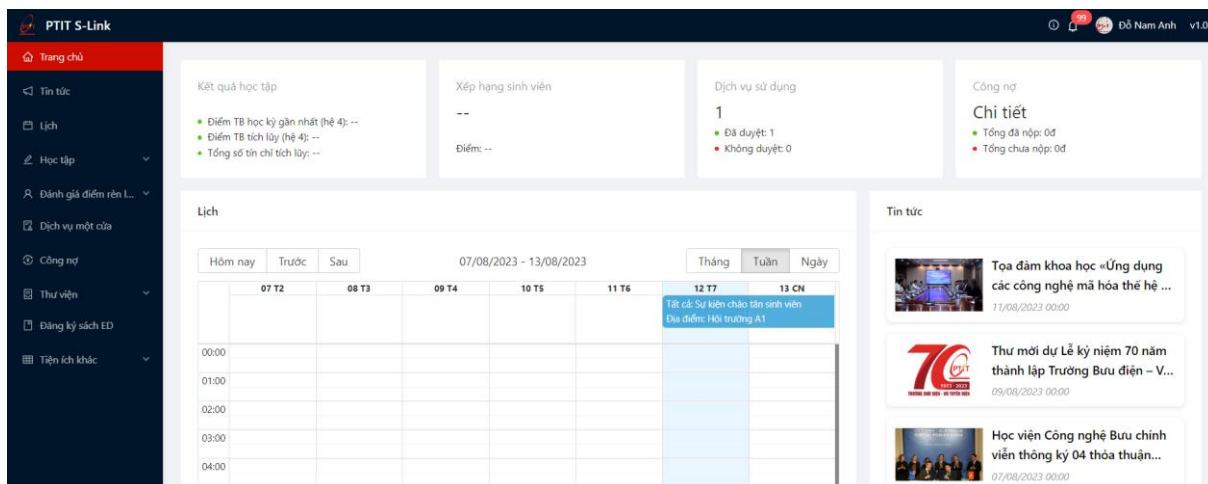 PTIT S-Link
99
Đỗ Nam Anh
v1.0
Trang chủ
Tin tức
Lịch
Học tập
Đánh giá điểm rèn l...
Dịch vụ một cửa
Công nợ
Thư viện
Đăng ký sách ED
Tiện ích khác
Kết quả học tập
Điểm TB học kỳ gần nhất (hệ 4): --
Điểm TB tích lũy (hệ 4): --
Tổng số tín chỉ tích lũy: --
Xếp hạng sinh viên
--
Điểm: --
Dịch vụ sử dụng
1
Đã duyệt: 1
Không duyệt: 0
Công nợ
Chi tiết
Tổng đã nộp: 0đ
Tổng chưa nộp: 0đ
Lịch
Hôm nay Trước Sau 07/08/2023 - 13/08/2023 Tháng Tuần Ngày
07 T2 08 T3 09 T4 10 T5 11 T6 12 T7 13 CN
Tất cả: Sự kiện chào tân sinh viên
Địa điểm: Hội trường A1
00:00
01:00
02:00
03:00
04:00
Tin tức
Tọa đàm khoa học «Ứng dụng
các công nghệ mã hóa thế hệ ...
11/08/2023 00:00
70
PTIT
1953 - 2023
TRƯỜNG BƯU ĐIỆN - VÔ TUYẾN ĐIỆN
Thư mời dự Lễ kỷ niệm 70 năm
thành lập Trường Bưu điện – V...
09/08/2023 00:00
Học viện Công nghệ Bưu chính
viễn thông ký 04 thỏa thuận...
07/08/2023 00:00